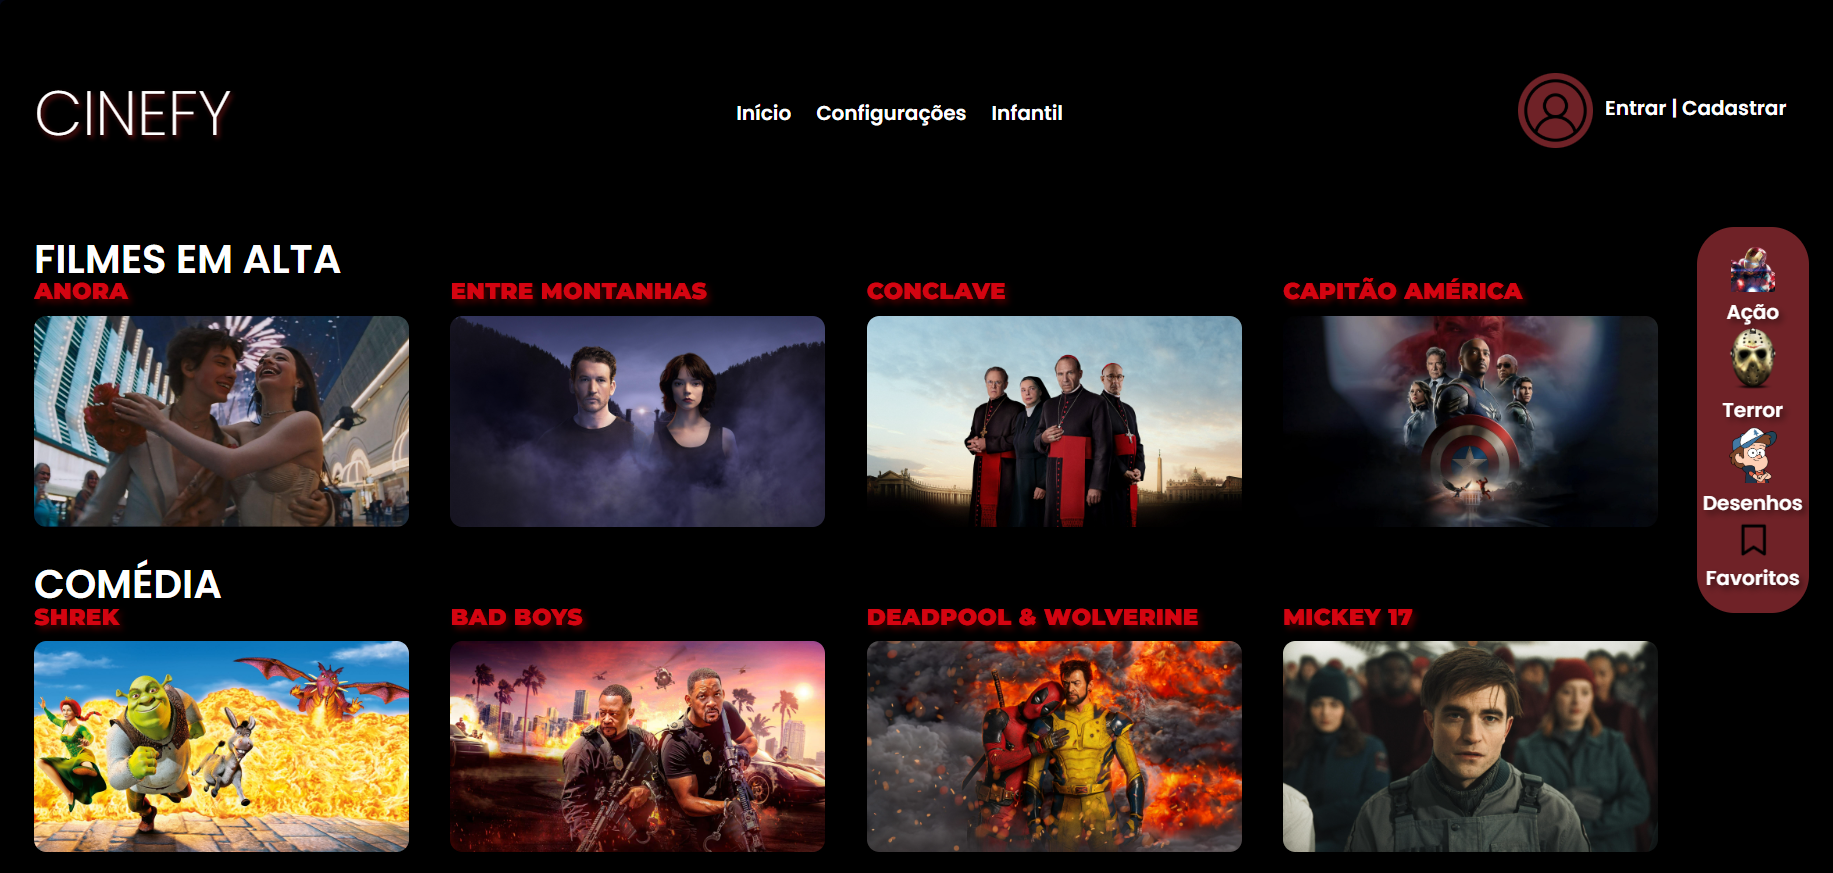 CINEFY
Início Configurações Infantil
Entrar | Cadastrar
FILMES EM ALTA
ANORA
ENTRE MONTANHAS
CONCLAVE
CAPITÃO AMÉRICA
COMÉDIA
SHREK
BAD BOYS
DEADPOOL & WOLVERINE
MICKEY 17
Ação
Terror
Desenhos
Favoritos